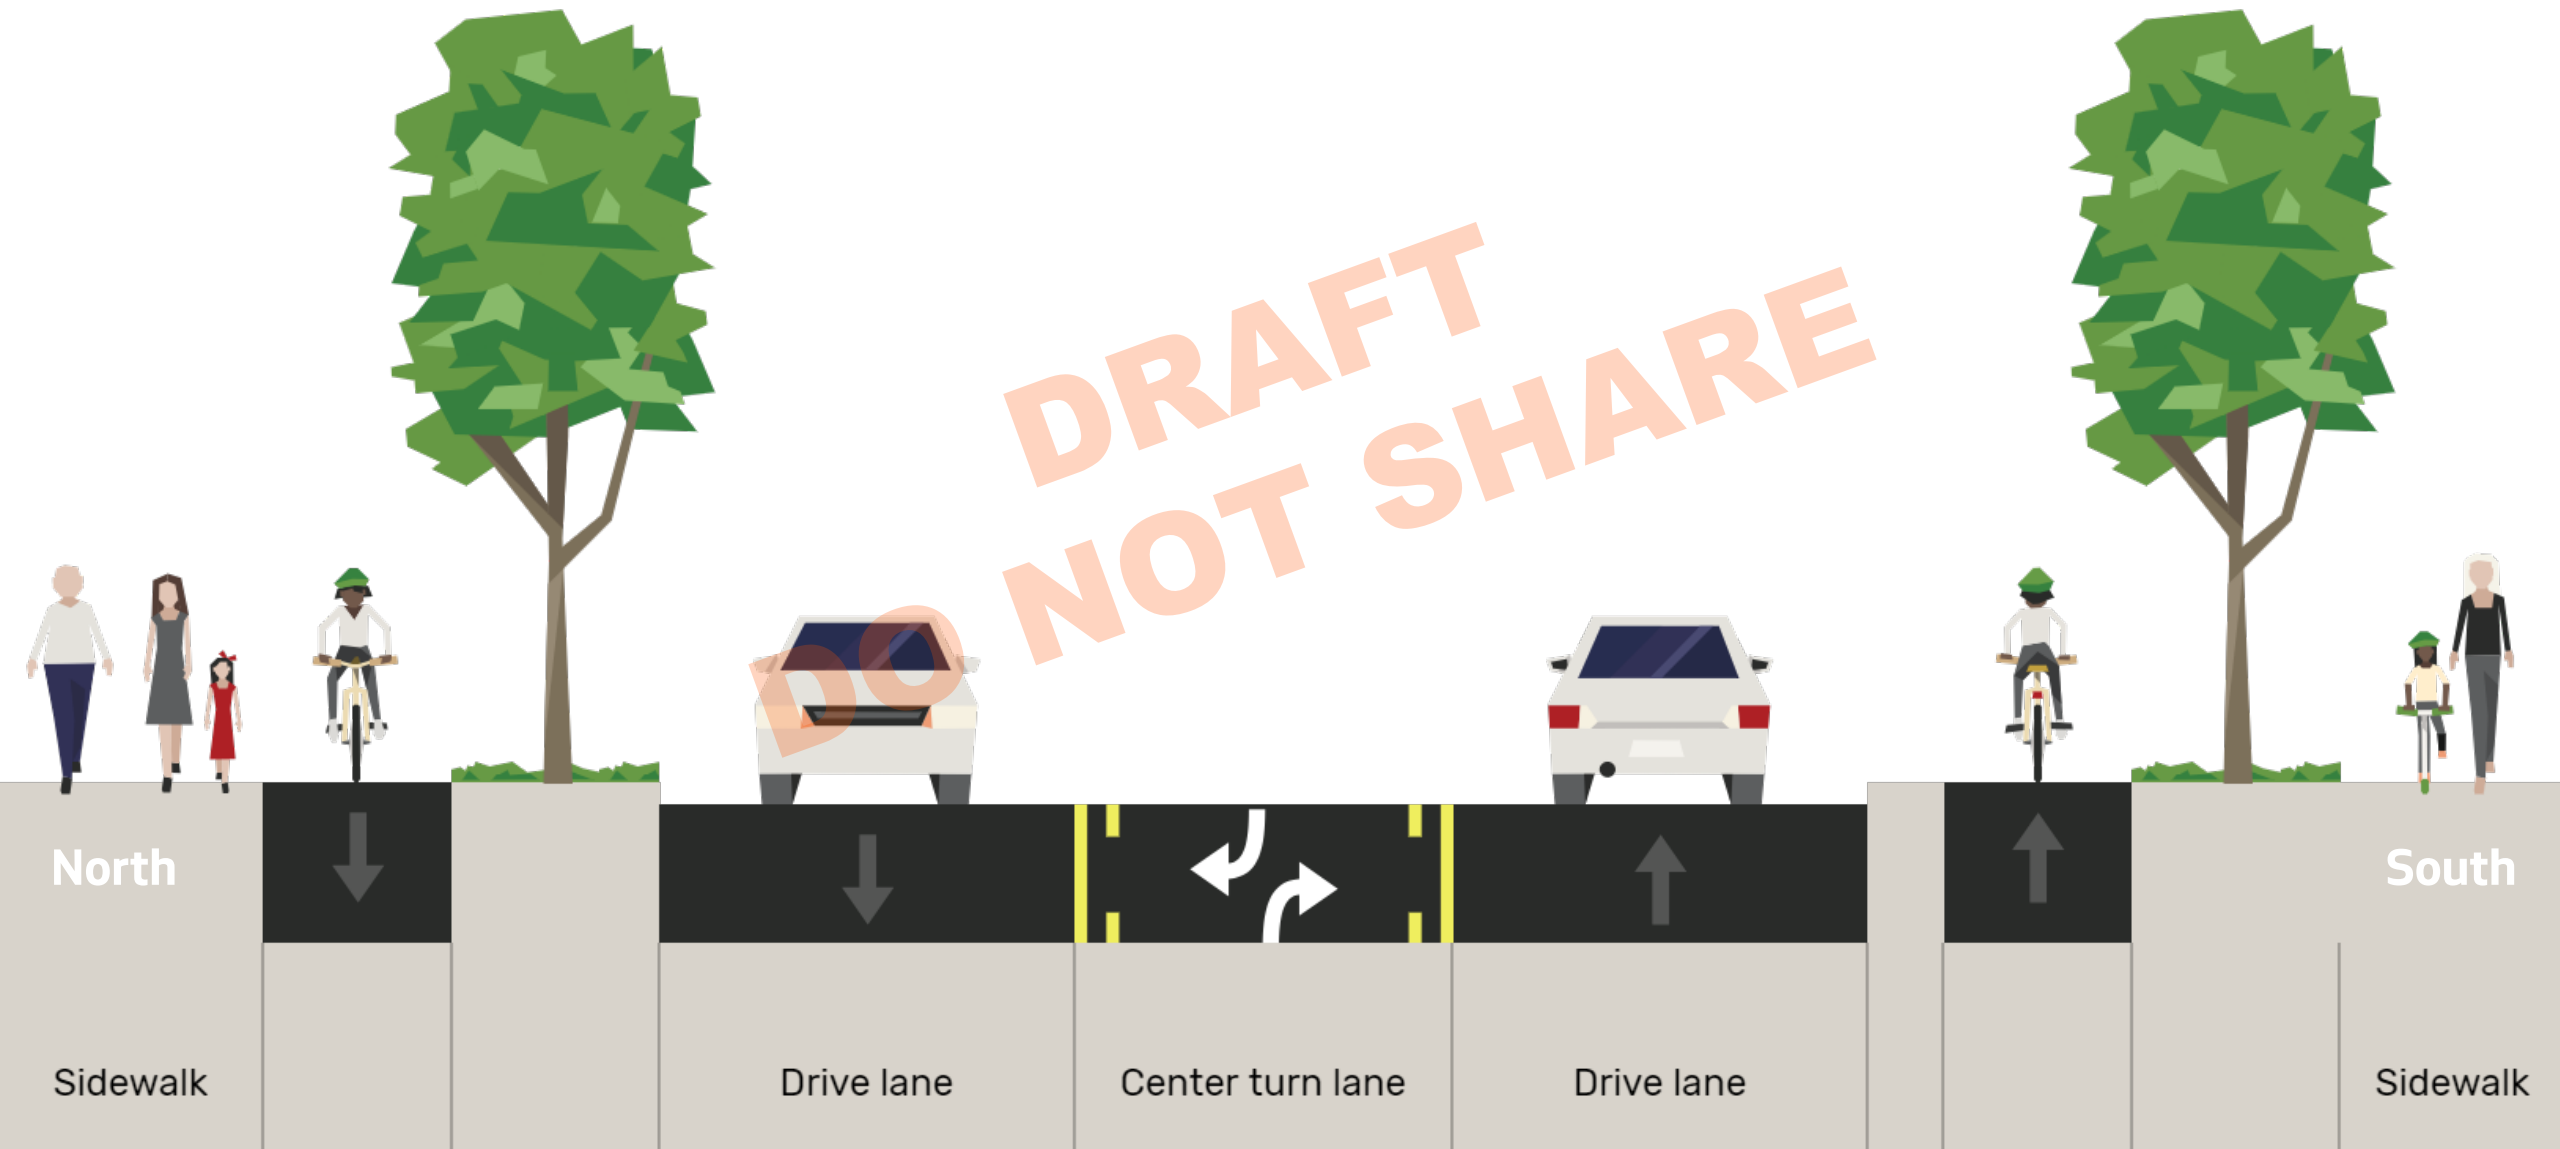 DRAFT
DO NOT SHARE
North
South
Sidewalk
Drive lane
Center turn lane
Drive lane
Sidewalk